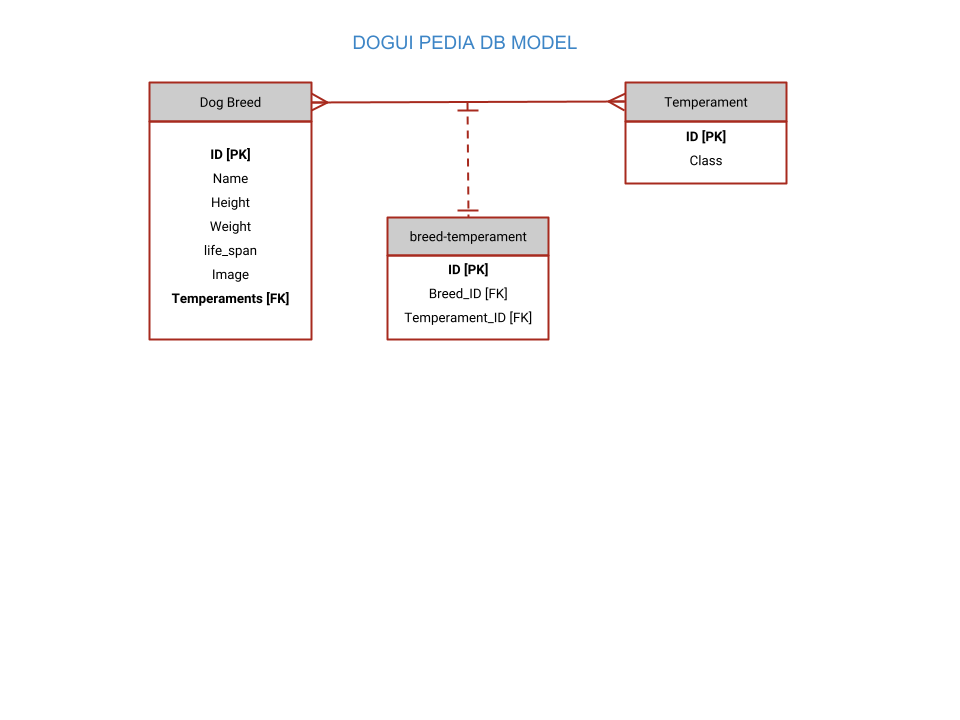 DOGUI PEDIA DB MODEL
Dog Breed
ID [PK]
Name
Height
Weight
life_span
Image
Temperaments [FK]
breed-temperament
ID [PK]
Breed_ID [FK]
Temperament_ID [FK]
Temperament
ID [PK]
Class